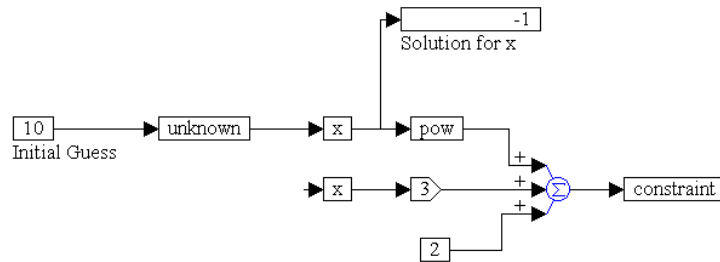 -1
Solution for x
10
unknown
x
pow
Initial Guess
+
x
3
+
Σ
constraint
+
2